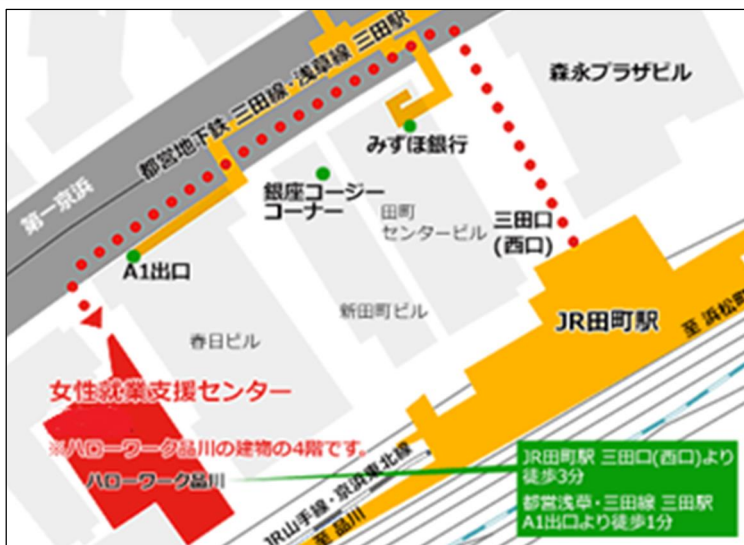 都営地下鉄 三田線・浅草線 三田駅
森永プラザビル
みずほ銀行
第一京浜
銀座コージー
コーナー
田町
センタービル
三田口
(西口)
A1出口
新田町ビル
春日ビル
JR田町駅
至 浜松町
女性就業支援センター
※ハローワーク品川の建物の4階です。
ハローワーク品川
JR山手線・京浜東北線
至 品川
JR田町駅 三田口(西口)より
徒歩3分
都営浅草・三田線 三田駅
A1出口より徒歩1分